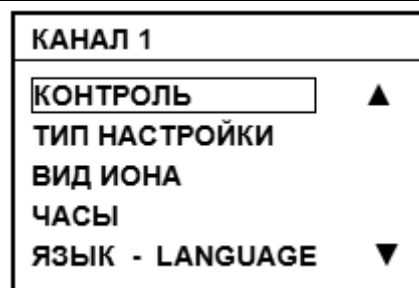 КАНАЛ 1
КОНТРОЛЬ ▲
ТИП НАСТРОЙКИ
ВИД ИОНА
ЧАСЫ
ЯЗЫК - LANGUAGE ▼